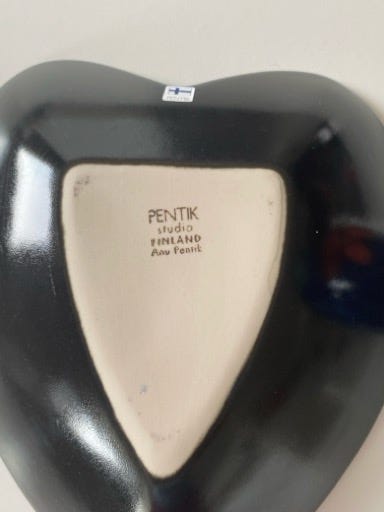 PENTIK
studio
FINLAND
Anu Pentik